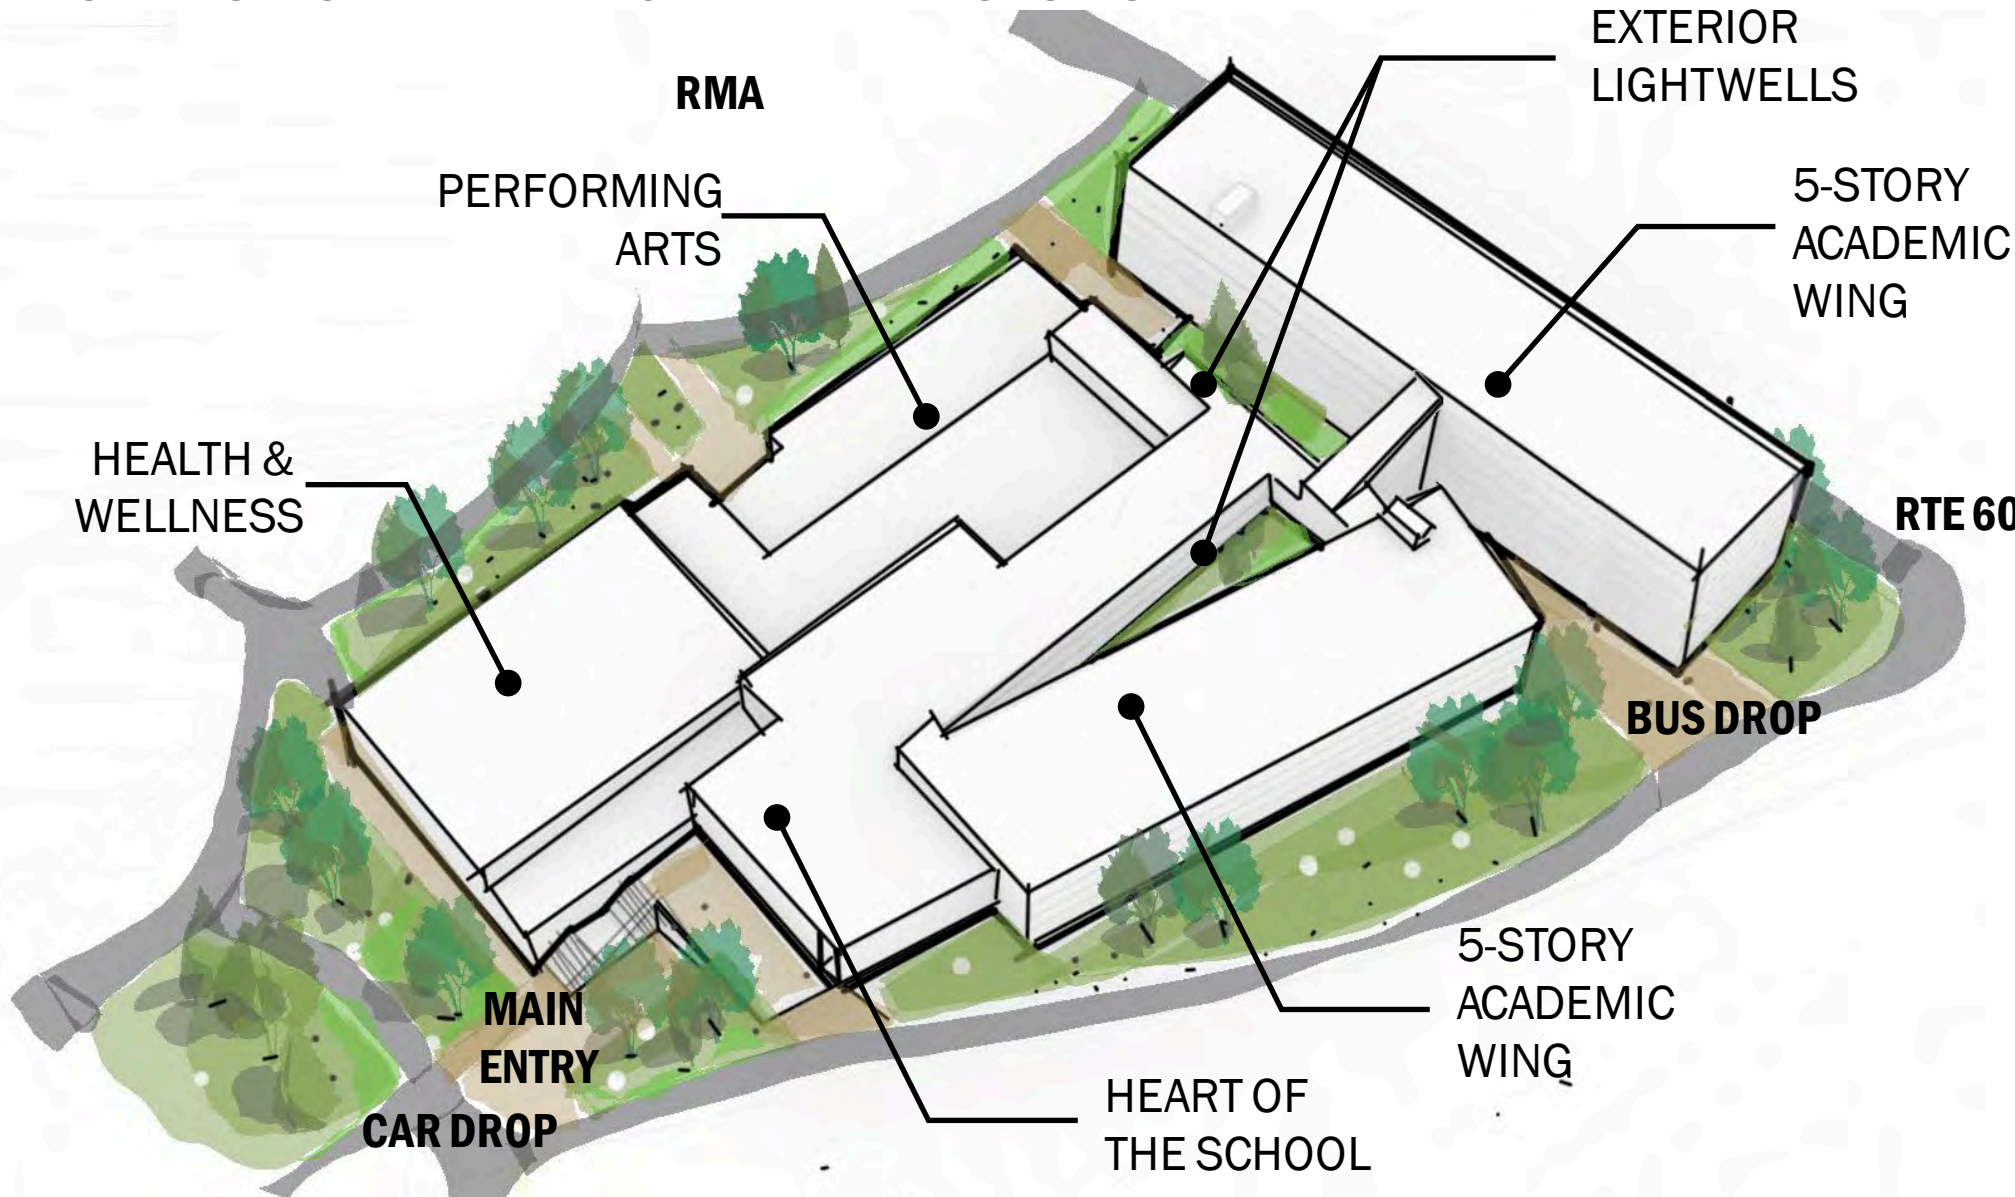 EXTERIOR
LIGHTWELLS
RMA
PERFORMING
ARTS
5-STORY
ACADEMIC
WING
HEALTH &
WELLNESS
RTE 60
BUS DROP
5-STORY
ACADEMIC
WING
MAIN
ENTRY
CAR DROP
HEART OF
THE SCHOOL